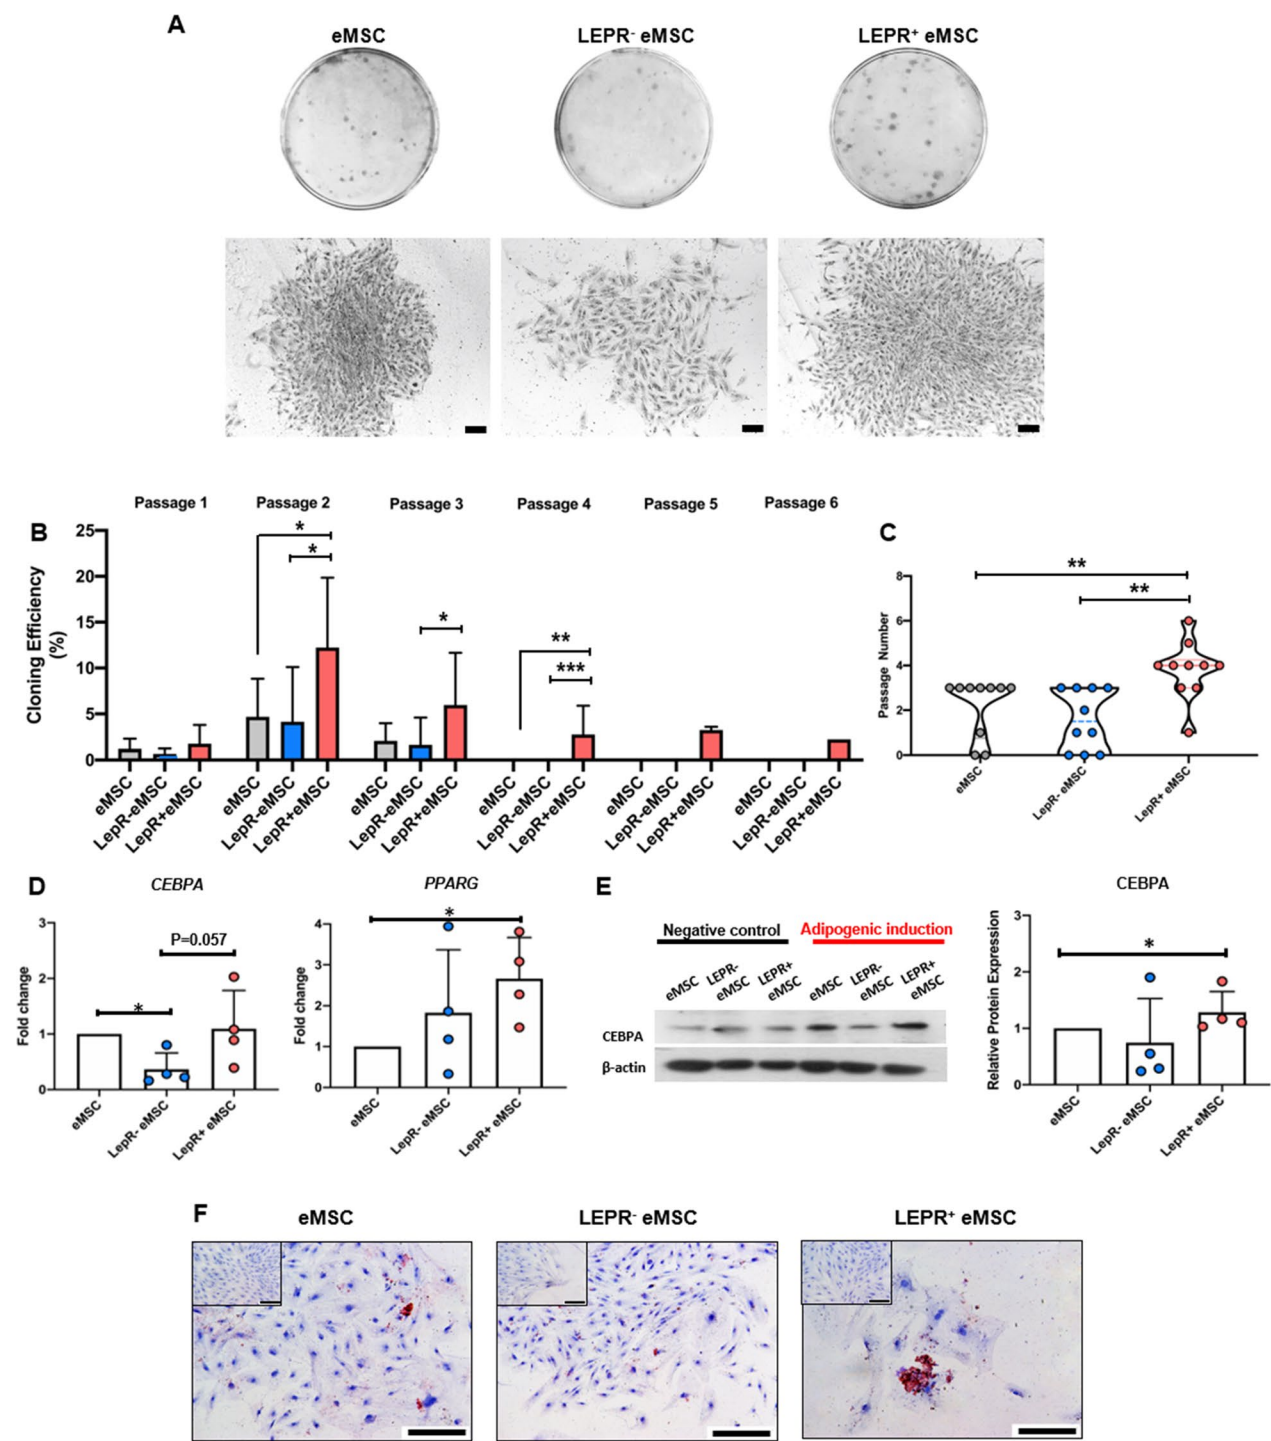 A
eMSC
LEPR- eMSC
LEPR+ eMSC
B
Passage 1
Passage 2
Passage 3
Passage 4
Passage 5
Passage 6
Cloning Efficiency
(%)
25
20
15
10
5
0
*
*
*
**
***
eMSC
LepR-eMSC
LepR+eMSC
eMSC
LepR-eMSC
LepR+eMSC
eMSC
LepR-eMSC
LepR+eMSC
eMSC
LepR-eMSC
LepR+eMSC
eMSC
LepR-eMSC
LepR+eMSC
eMSC
LepR-eMSC
LepR+eMSC
C
Passage Number
8
6
4
2
0
**
**
eMSC
LepR- eMSC
LepR+ eMSC
D
CEBPA
Fold change
3
2
1
0
P=0.057
*
eMSC
LepR- eMSC
LepR+ eMSC
PPARG
Fold change
4
3
2
1
0
*
eMSC
LepR- eMSC
LepR+ eMSC
E
Negative control
Adipogenic induction
eMSC
LEPR-
eMSC
LEPR+
eMSC
eMSC
LEPR-
eMSC
LEPR+
eMSC
CEBPA
β-actin
CEBPA
Relative Protein Expression
3
2
1
0
*
eMSC
LepR- eMSC
LepR+ eMSC
F
eMSC
LEPR- eMSC
LEPR+ eMSC